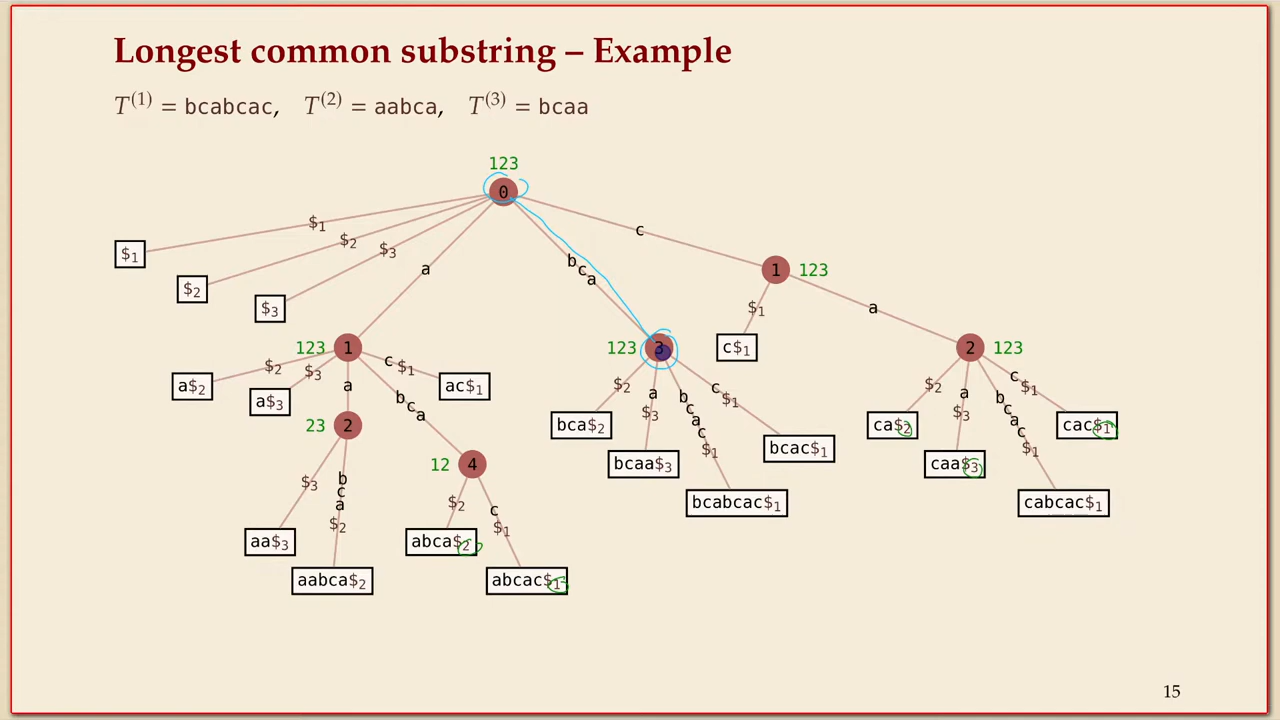 Longest common substring – Example
T⁽¹⁾ = bcabcac, T⁽²⁾ = aabca, T⁽³⁾ = bcaa
123
0
$₁
$₂
$₃
a
bca
c
$₁
$₂
$₃
123 1
123 3
1 123
$₂
$₃
a
bca
c$₁
a$₂
a$₃
ac$₁
23 2
12 4
$₃
bca$₂
$₂
c$₁
aa$₃
aabca$₂
abca$₂
abcac$₁
$₂
a$₃
bcac$₁
c$₁
bca$₂
bcaa$₃
bcabcac$₁
bcac$₁
$₁
a
c$₁
2 123
$₂
a$₃
bcac$₁
c$₁
ca$₂
caa$₃
cabcac$₁
cac$₁
15